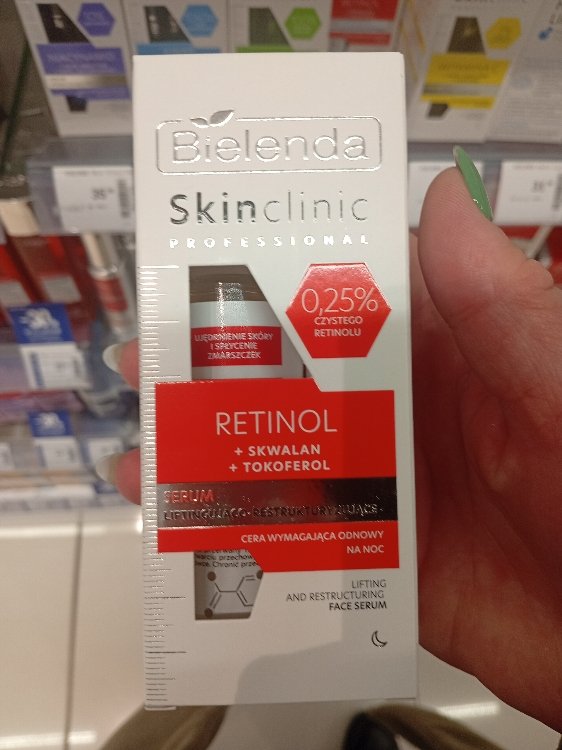 Bielenda
Skinclinic
PROFESSIONAL
0,25%
CZYSTEGO
RETINOLU
UJĘDRNIENIE SKÓRY
I SPŁYCENIE
ZMARSZCZEK
RETINOL
+ SKWALAN
+ TOKOFEROL
SERUM
LIFTINGUJĄCO-RESTRUKTURYZUJĄCE
CERA WYMAGAJĄCA ODNOWY
NA NOC
LIFTING
AND RESTRUCTURING
FACE SERUM